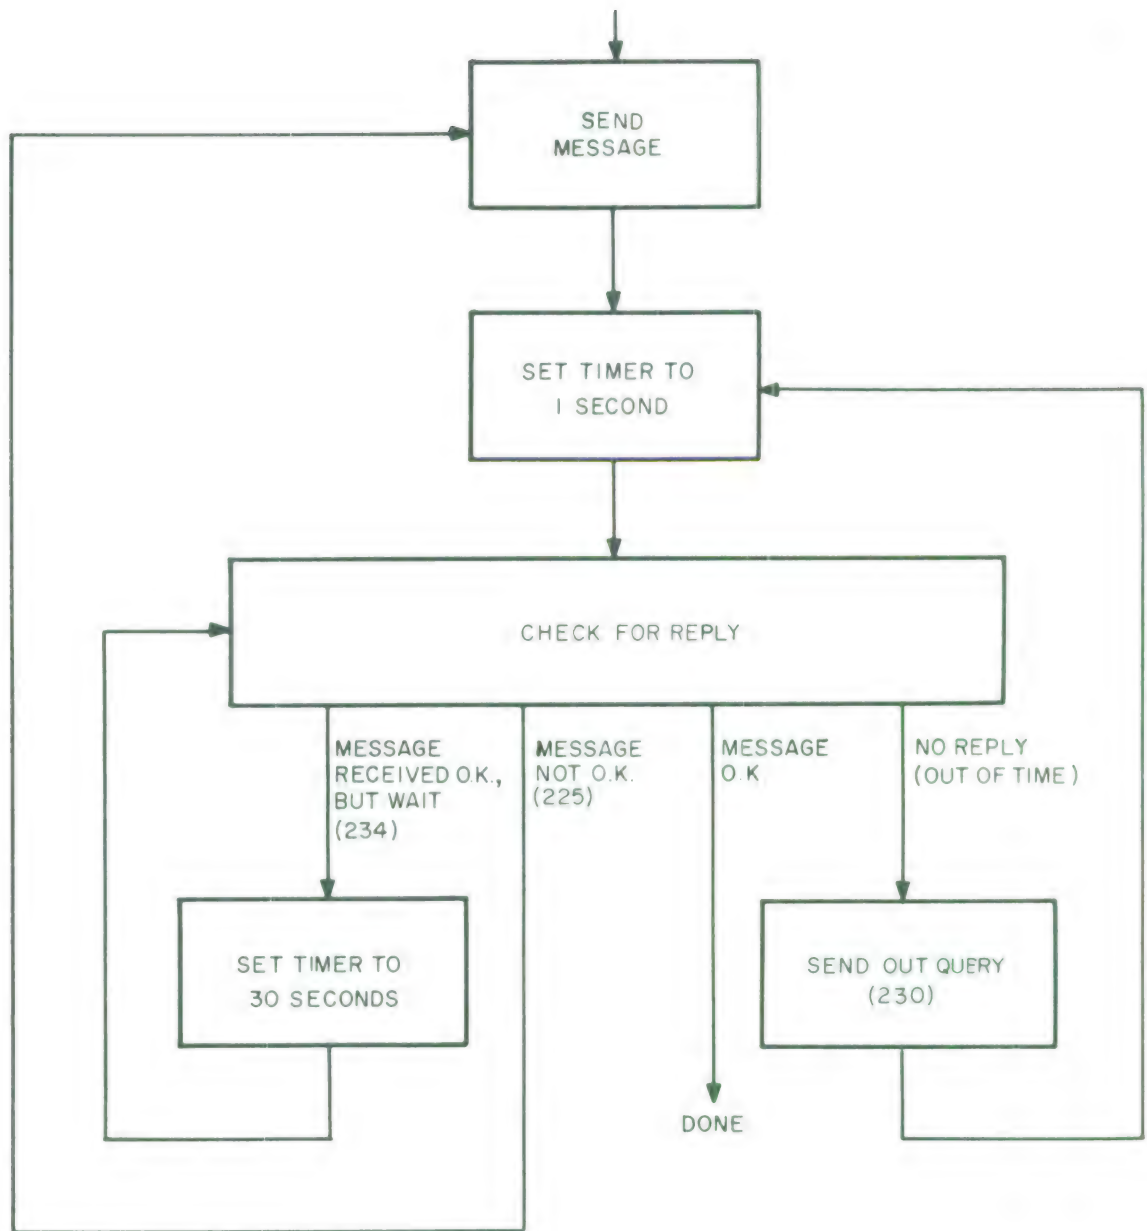 SEND
MESSAGE
SET TIMER TO
1 SECOND
CHECK FOR REPLY
MESSAGE
RECEIVED O.K.,
BUT WAIT
(234)
MESSAGE
NOT O.K.
(225)
MESSAGE
O.K.
NO REPLY
(OUT OF TIME)
SET TIMER TO
30 SECONDS
SEND OUT QUERY
(230)
DONE